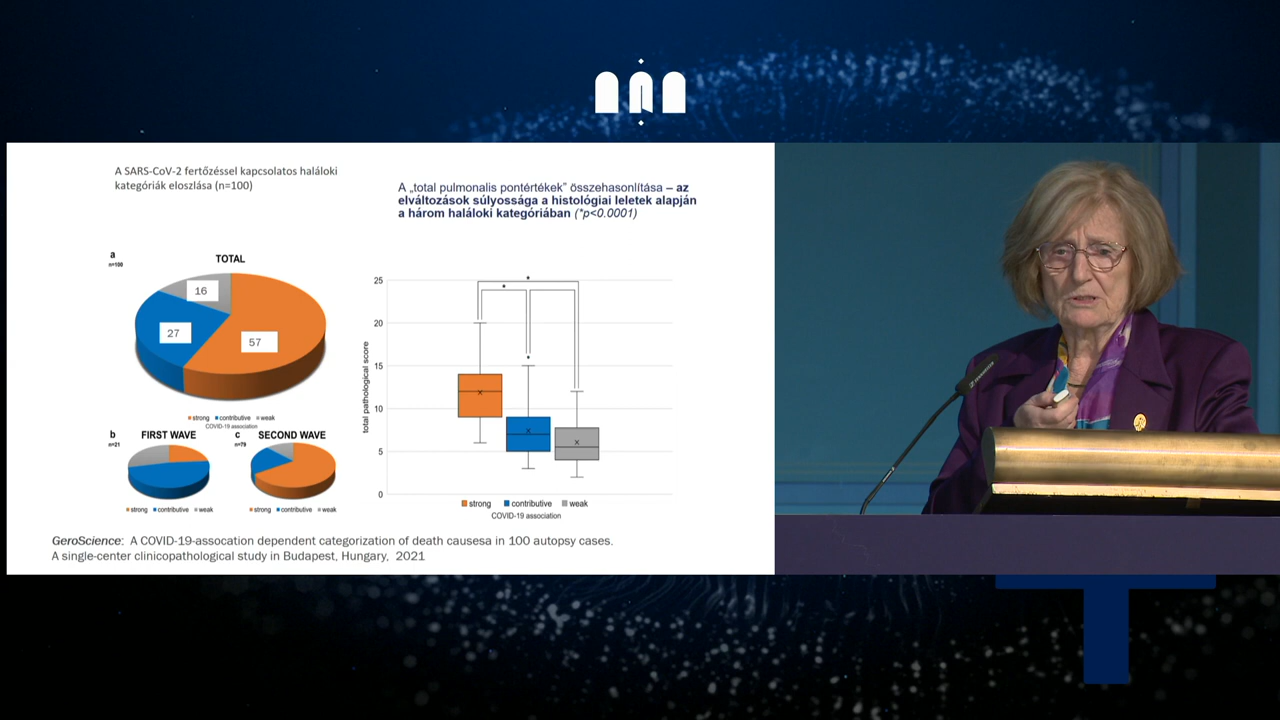 A SARS-CoV-2 fertőzéssel kapcsolatos haláloki
kategóriák eloszlása (n=100)
A „total pulmonalis pontértékek” összehasonlítása – az
elváltozások súlyossága a histológiai leletek alapján
a három haláloki kategóriában (*p<0.0001)
a
n=100
TOTAL
16
27
57
strong contributive weak
COVID-19 association
b
n=21
FIRST WAVE
strong contributive weak
c
n=79
SECOND WAVE
strong contributive weak
total pathological score
25
20
15
10
5
0
strong contributive weak
COVID-19 association
GeroScience: A COVID-19-assocation dependent categorization of death causesa in 100 autopsy cases.
A single-center clinicopathological study in Budapest, Hungary, 2021